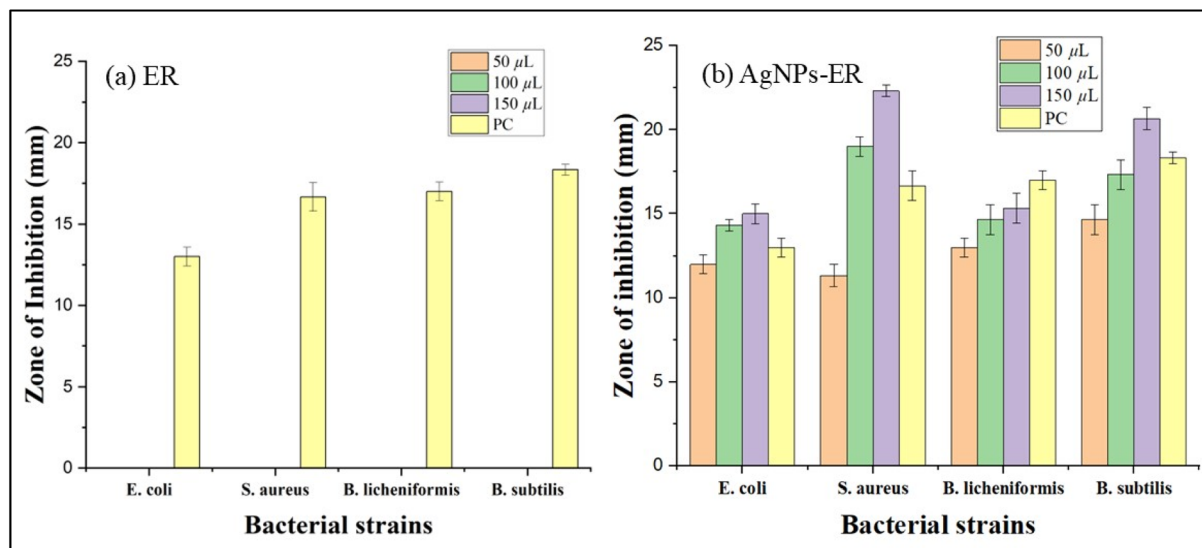 (a) ER
50 µL
100 µL
150 µL
PC
25
20
15
10
5
0
Zone of Inhibition (mm)
E. coli
S. aureus
B. licheniformis
B. subtilis
Bacterial strains
(b) AgNPs-ER
50 µL
100 µL
150 µL
PC
25
20
15
10
5
0
Zone of inhibition (mm)
E. coli
S. aureus
B. licheniformis
B. subtilis
Bacterial strains